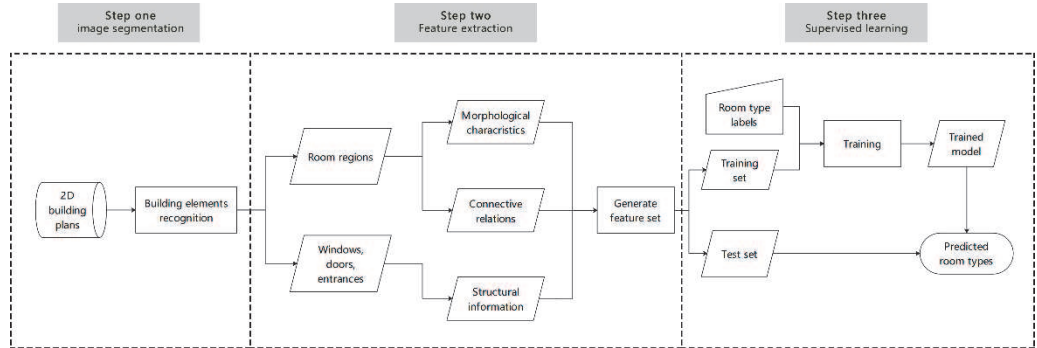 Step one
image segmentation
Step two
Feature extraction
Step three
Supervised learning
2D
building
plans
Building elements
recognition
Room regions
Windows,
doors,
entrances
Morphological
characristics
Connective
relations
Structural
information
Generate
feature set
Room type
labels
Training
set
Test set
Training
Trained
model
Predicted
room types